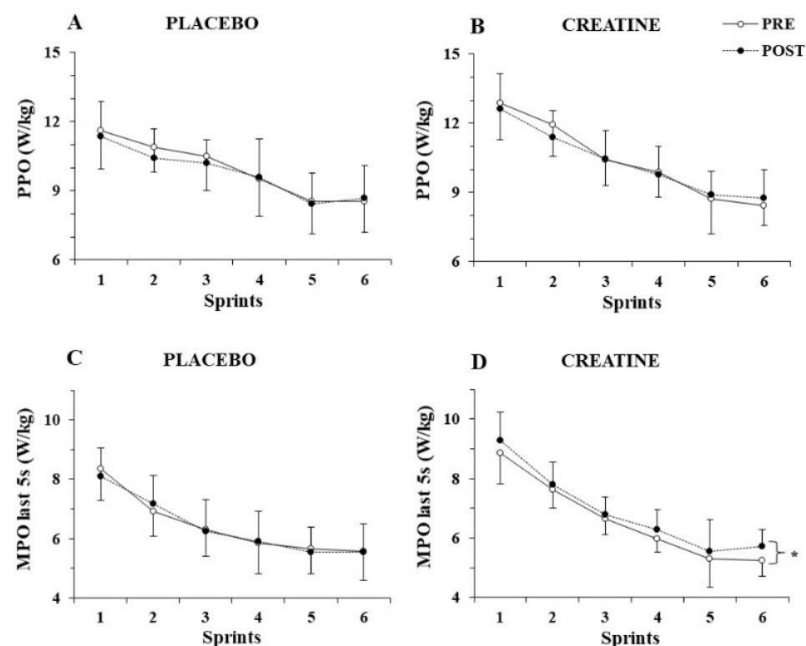 A PLACEBO
15
12
9
6
PPO (W/kg)
1 2 3 4 5 6
Sprints
B CREATINE
PRE
POST
15
12
9
6
PPO (W/kg)
1 2 3 4 5 6
Sprints
C PLACEBO
10
8
6
4
MPO last 5s (W/kg)
1 2 3 4 5 6
Sprints
D CREATINE
10
8
6
4
MPO last 5s (W/kg)
*
1 2 3 4 5 6
Sprints